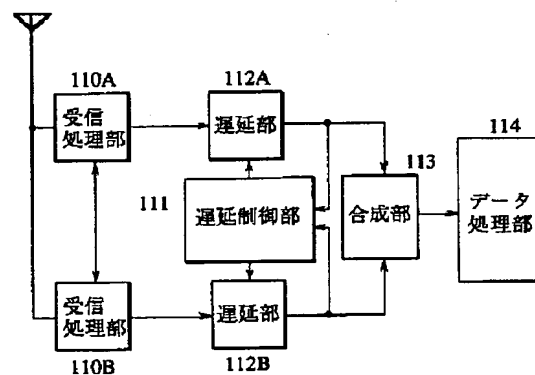 110A
受信
処理部
112A
遅延部
111
遅延制御部
113
合成部
114
データ
処理部
受信
処理部
110B
遅延部
112B